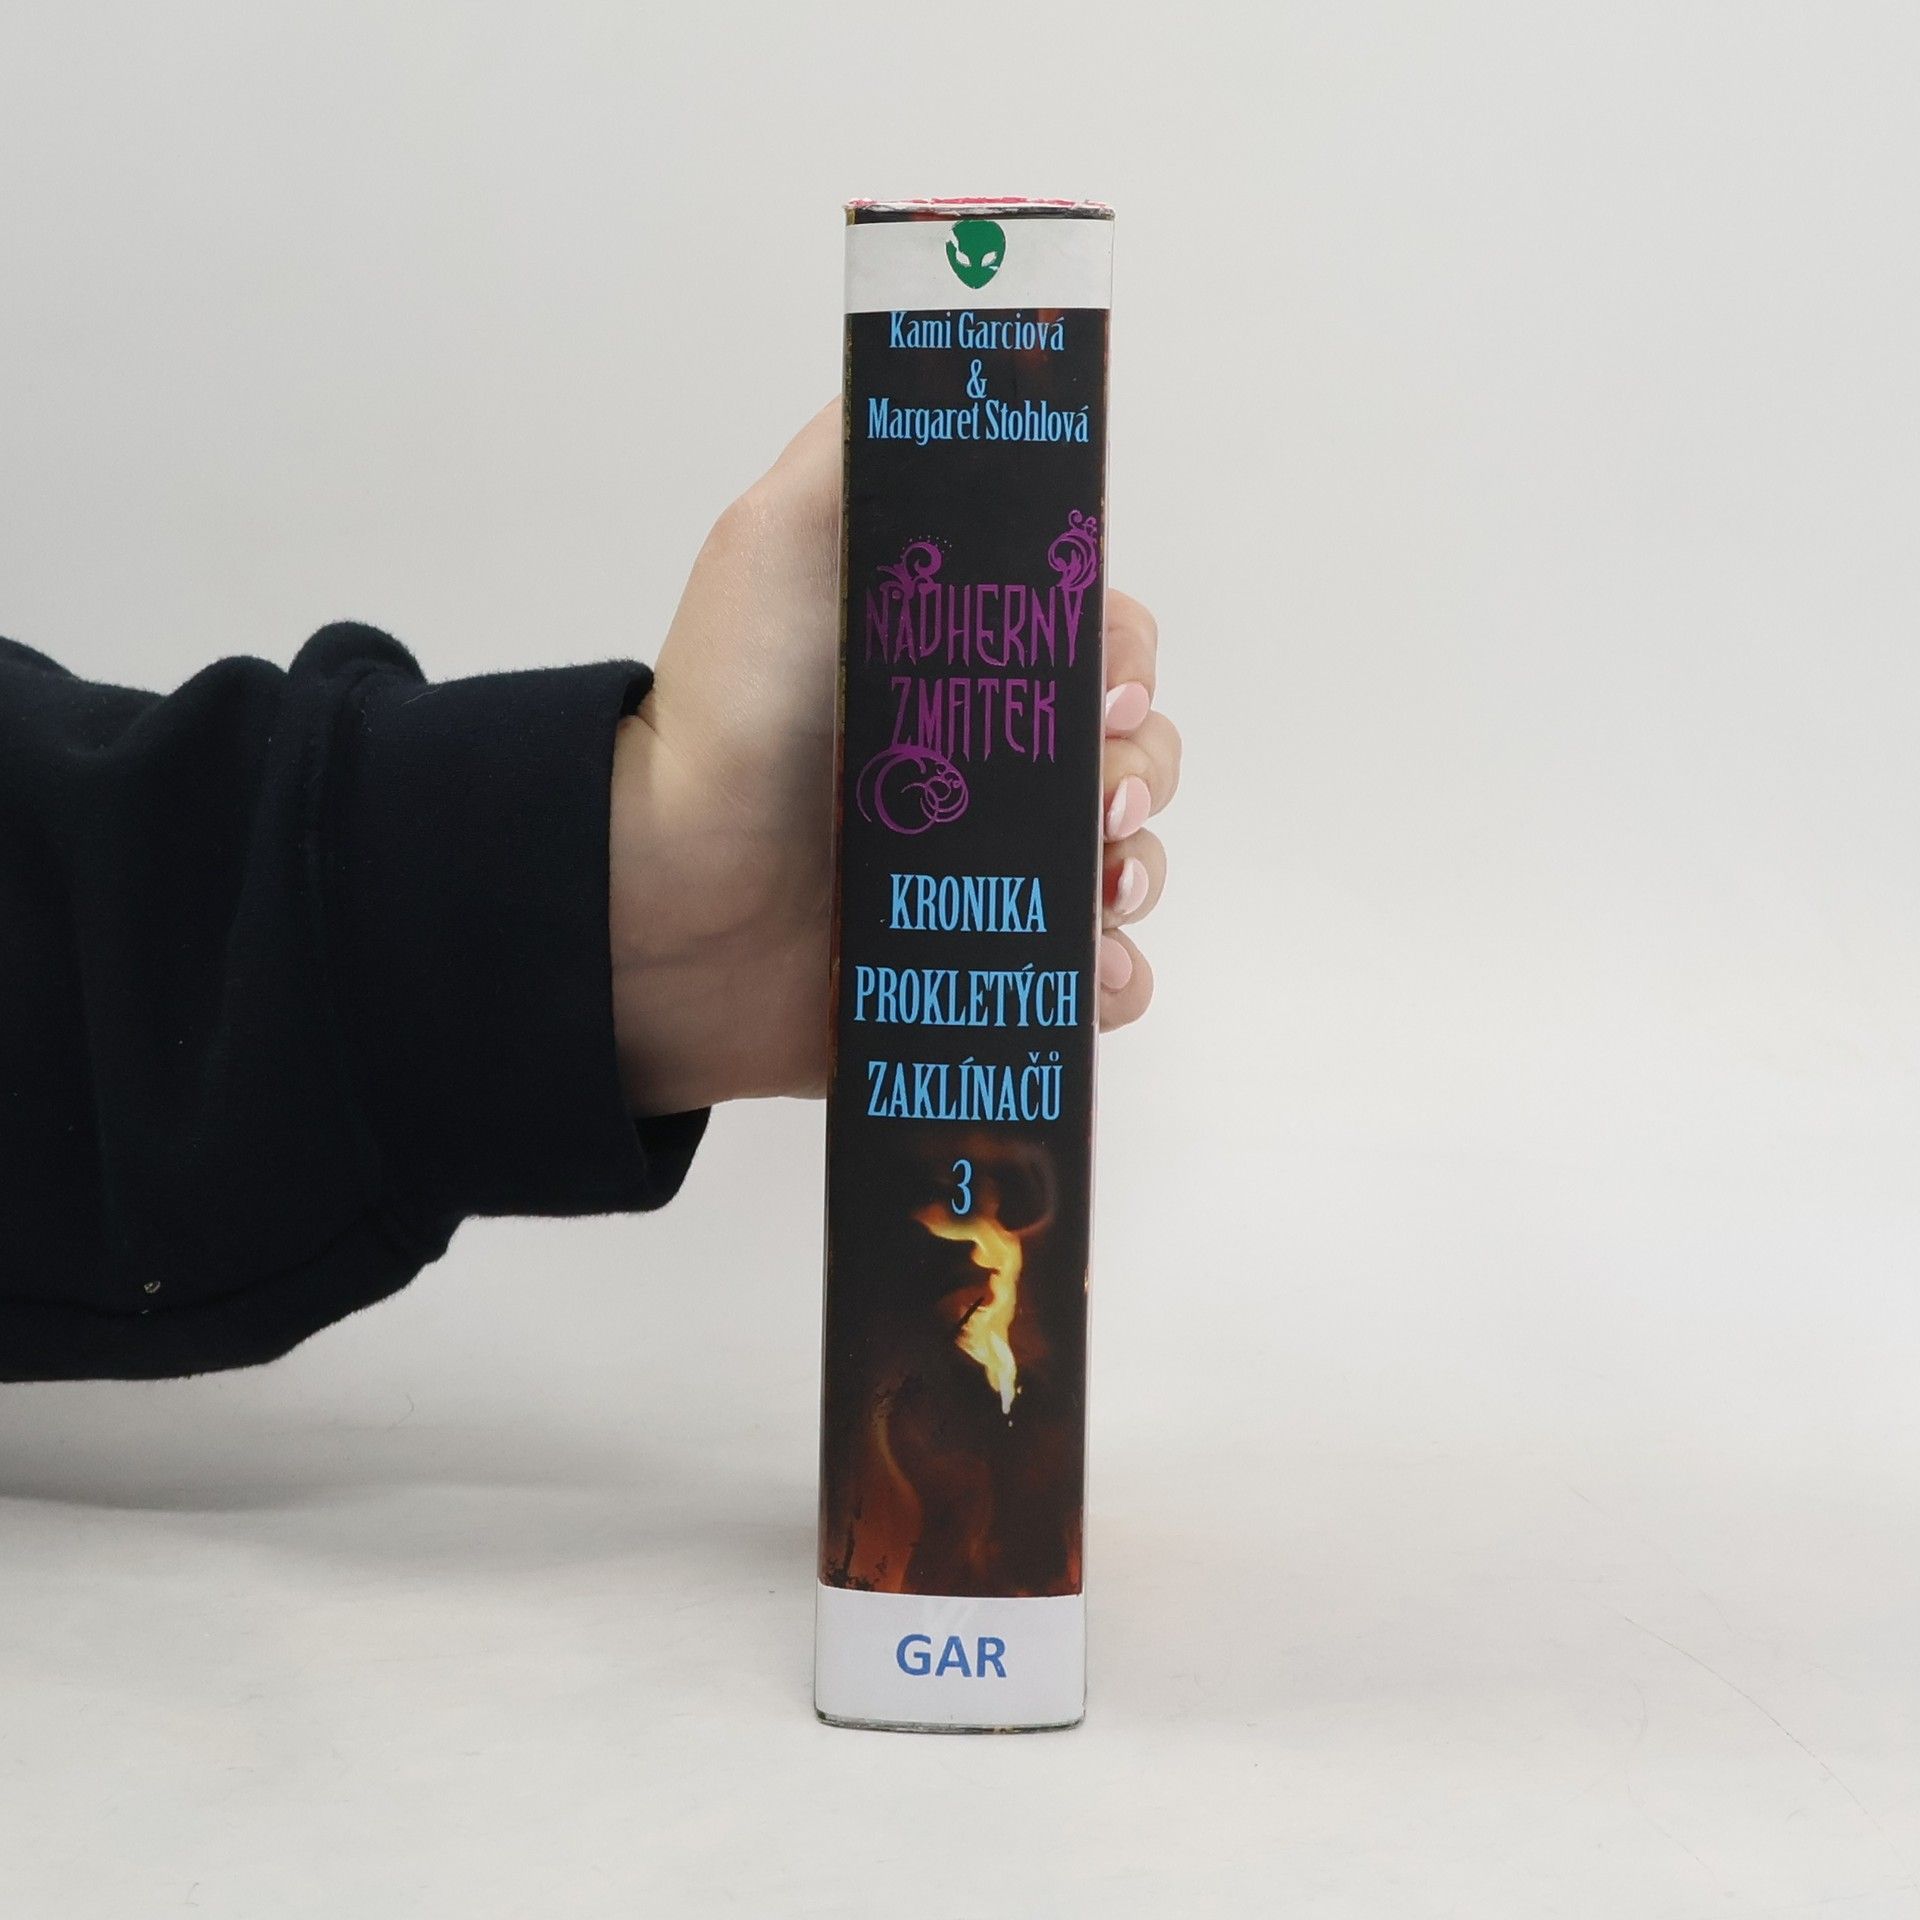 Kami Garciová
&
Margaret Stohlová
NÁDHERNÝ
ZMATEK
KRONIKA
PROKLETÝCH
ZAKLÍNAČŮ
3
GAR